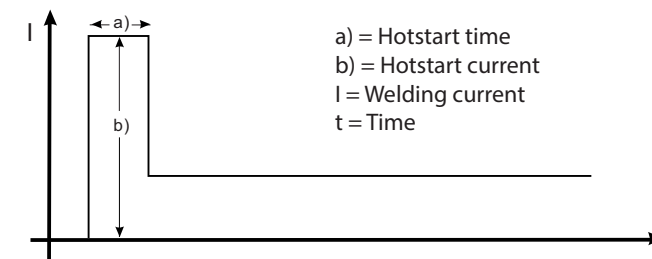 I
a)
b)
a) = Hotstart time
b) = Hotstart current
I = Welding current
t = Time